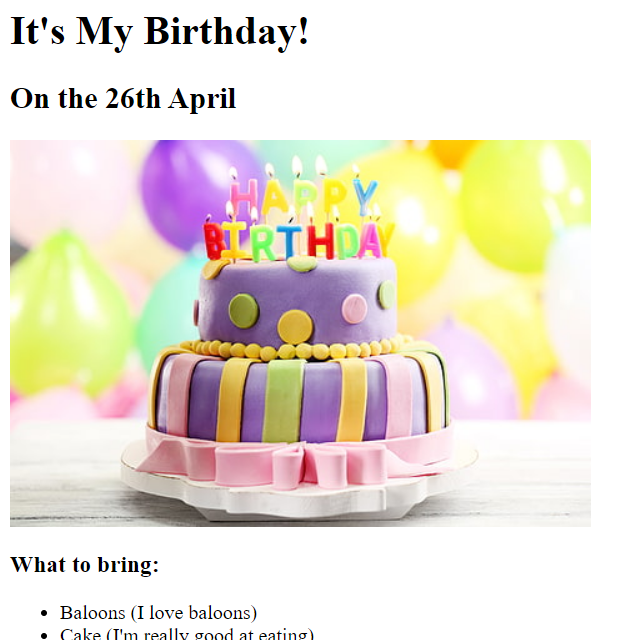 It's My Birthday!
On the 26th April
HAPPY
BIRTHDAY
What to bring:
Baloons (I love baloons)
Cake (I'm really good at eating)